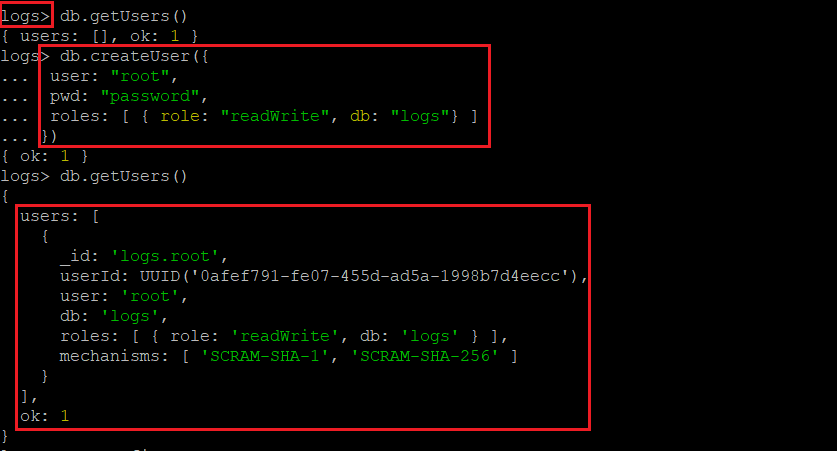 logs> db.getUsers()
{ users: [], ok: 1 }
logs> db.createUser({
... user: "root",
... pwd: "password",
... roles: [ { role: "readWrite", db: "logs"} ]
... })
{ ok: 1 }
logs> db.getUsers()
{
  users: [
    {
      _id: 'logs.root',
      userId: UUID('0afef791-fe07-455d-ad5a-1998b7d4eecc'),
      user: 'root',
      db: 'logs',
      roles: [ { role: 'readWrite', db: 'logs' } ],
      mechanisms: [ 'SCRAM-SHA-1', 'SCRAM-SHA-256' ]
    }
  ],
  ok: 1
}